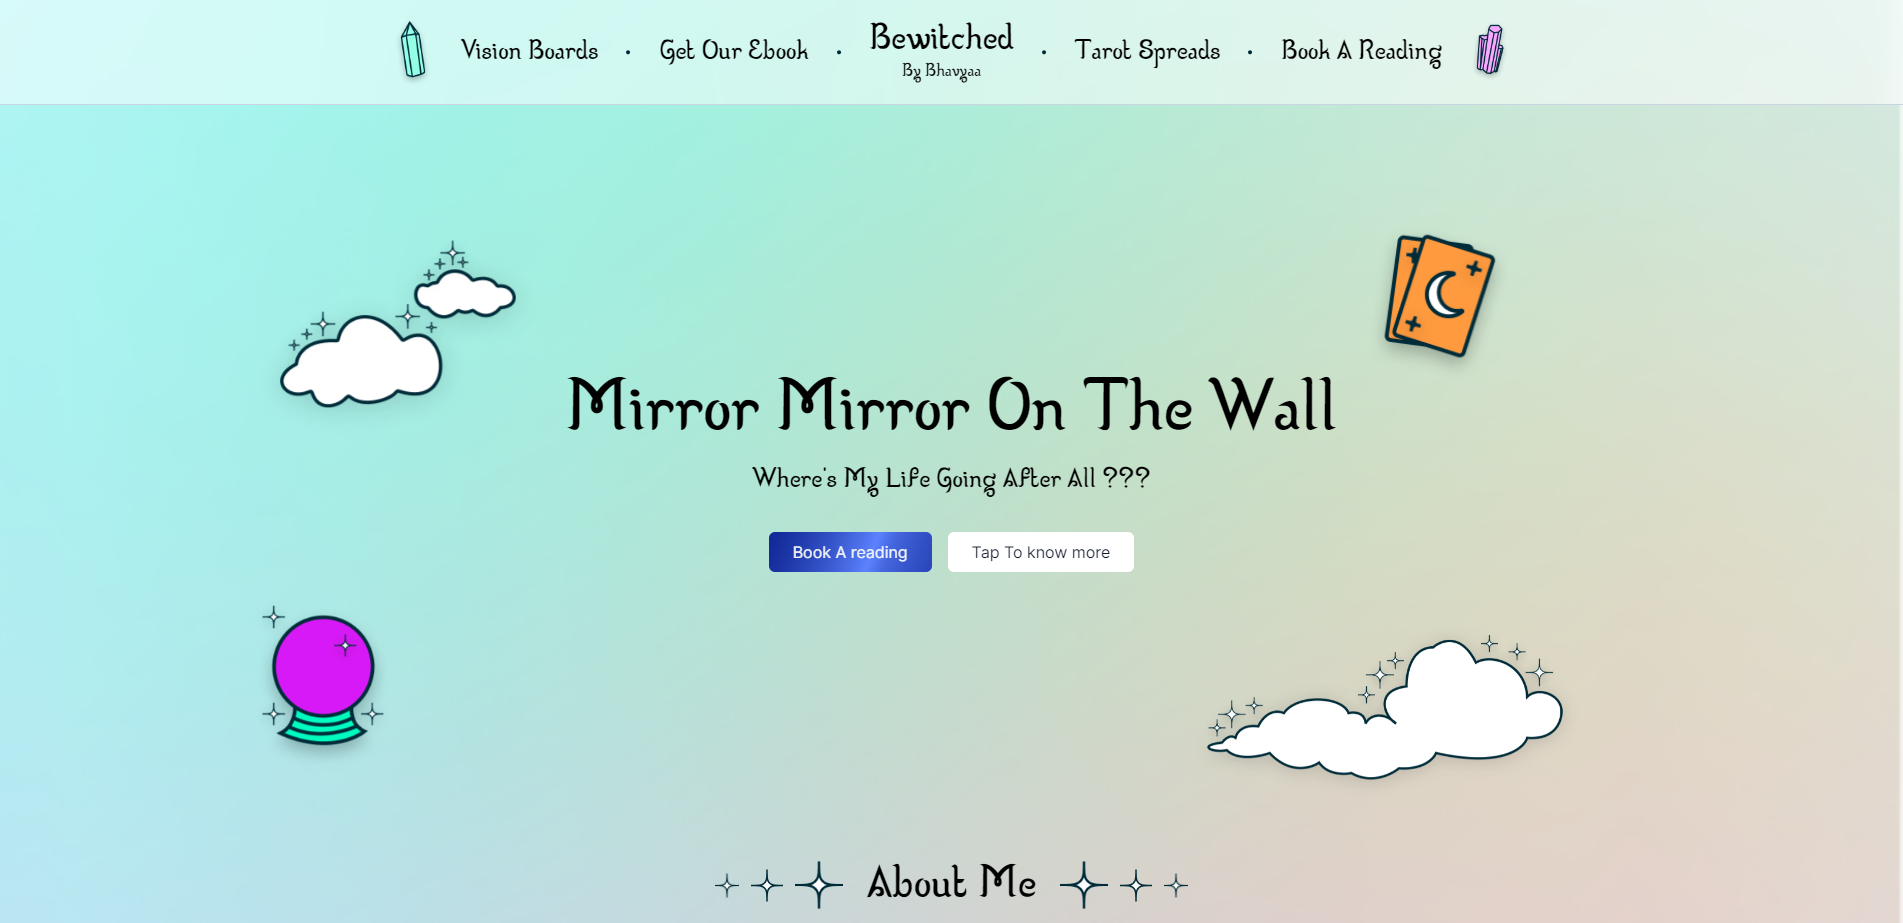 Vision Boards
Get Our Ebook
Bewitched
By Bhavyaa
Tarot Spreads
Book A Reading
Mirror Mirror On The Wall
Where's My Life Going After All ???
Book A reading
Tap To know more
About Me